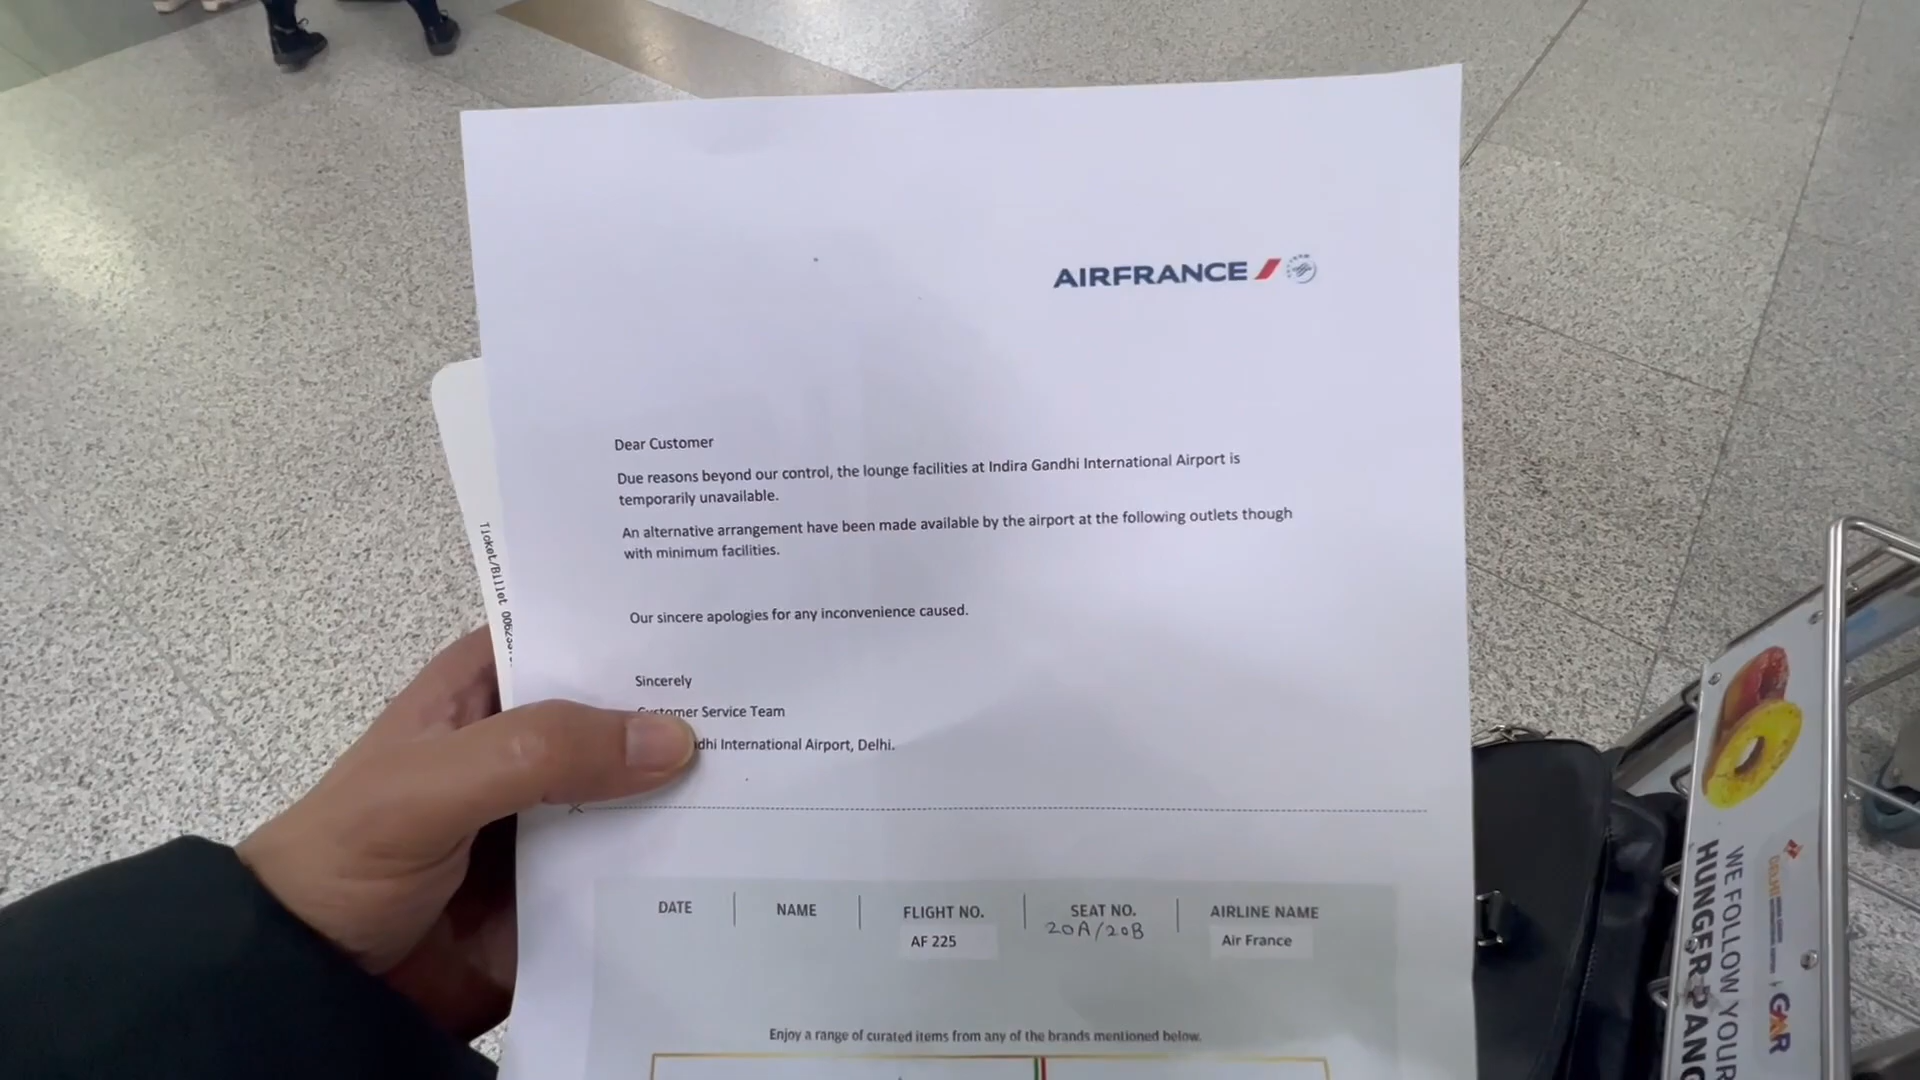 AIRFRANCE
Dear Customer
Due reasons beyond our control, the lounge facilities at Indira Gandhi International Airport is
temporarily unavailable.
An alternative arrangement have been made available by the airport at the following outlets though
with minimum facilities.
Our sincere apologies for any inconvenience caused.
Sincerely
Customer Service Team
International Airport, Delhi.
DATE NAME FLIGHT NO. SEAT NO. AIRLINE NAME
AF 225 20A/20B Air France
Enjoy a range of curated items from any of the brands mentioned below.
Ticket/Billet
WE FOLLOW YOUR
HUNGER
GMR